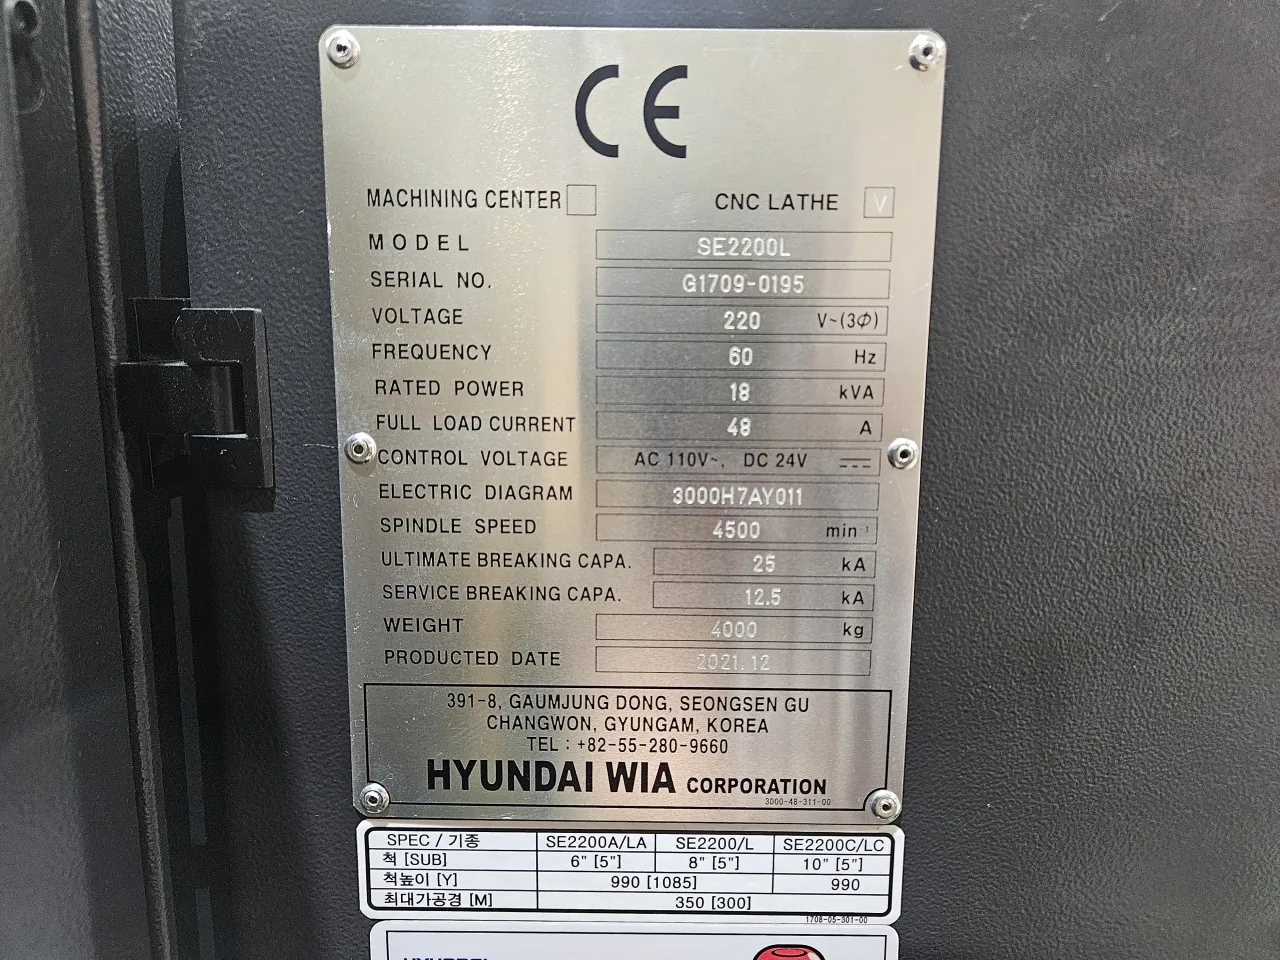 CE
MACHINING CENTER CNC LATHE V
MODEL SE2200L
SERIAL NO. G1709-0195
VOLTAGE 220 V~(3Φ)
FREQUENCY 60 Hz
RATED POWER 18 kVA
FULL LOAD CURRENT 48 A
CONTROL VOLTAGE AC 110V~, DC 24V
ELECTRIC DIAGRAM 3000H7AY011
SPINDLE SPEED 4500 min⁻¹
ULTIMATE BREAKING CAPA. 25 kA
SERVICE BREAKING CAPA. 12.5 kA
WEIGHT 4000 kg
PRODUCTED DATE 2021.12
391-8, GAUMJUNG DONG, SEONGSEN GU
CHANGWON, GYUNGAM, KOREA
TEL : +82-55-280-9660
HYUNDAI WIA CORPORATION
3000-48-311-00
SPEC / 기종 SE2200A/LA SE2200/L SE2200C/LC
척 [SUB] 6" [5"] 8" [5"] 10" [5"]
척높이 [Y] 990 [1085] 990
최대가공경 [M] 350 [300]
1708-05-301-00